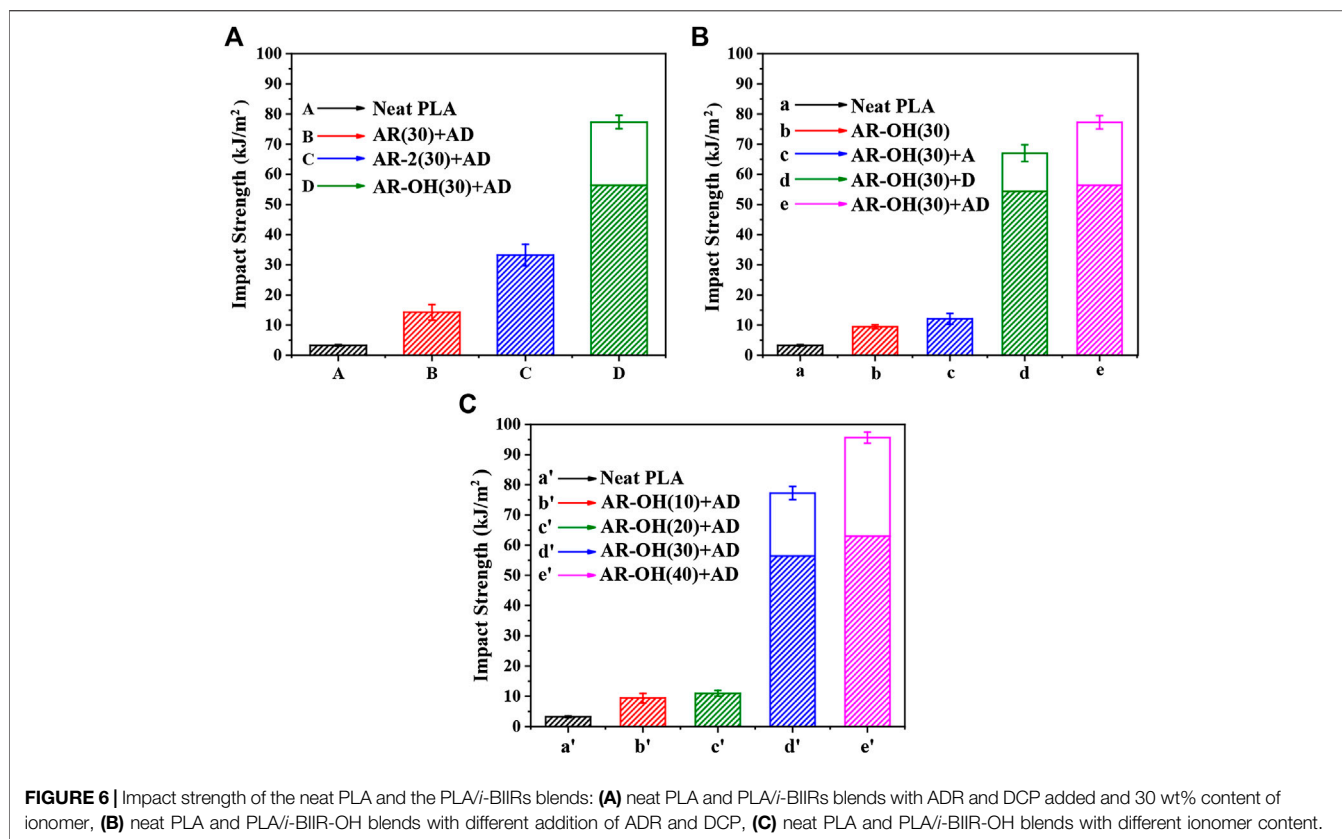 A
Impact Strength (kJ/m²)
100
90
80
70
60
50
40
30
20
10
0
A Neat PLA
B AR(30)+AD
C AR-2(30)+AD
D AR-OH(30)+AD
A B C D
B
Impact Strength (kJ/m²)
100
90
80
70
60
50
40
30
20
10
0
a Neat PLA
b AR-OH(30)
c AR-OH(30)+A
d AR-OH(30)+D
e AR-OH(30)+AD
a b c d e
C
Impact Strength (kJ/m²)
100
90
80
70
60
50
40
30
20
10
0
a' Neat PLA
b' AR-OH(10)+AD
c' AR-OH(20)+AD
d' AR-OH(30)+AD
e' AR-OH(40)+AD
a' b' c' d' e'
FIGURE 6 | Impact strength of the neat PLA and the PLA/i-BIIRs blends: (A) neat PLA and PLA/i-BIIRs blends with ADR and DCP added and 30 wt% content of
ionomer, (B) neat PLA and PLA/i-BIIR-OH blends with different addition of ADR and DCP, (C) neat PLA and PLA/i-BIIR-OH blends with different ionomer content.